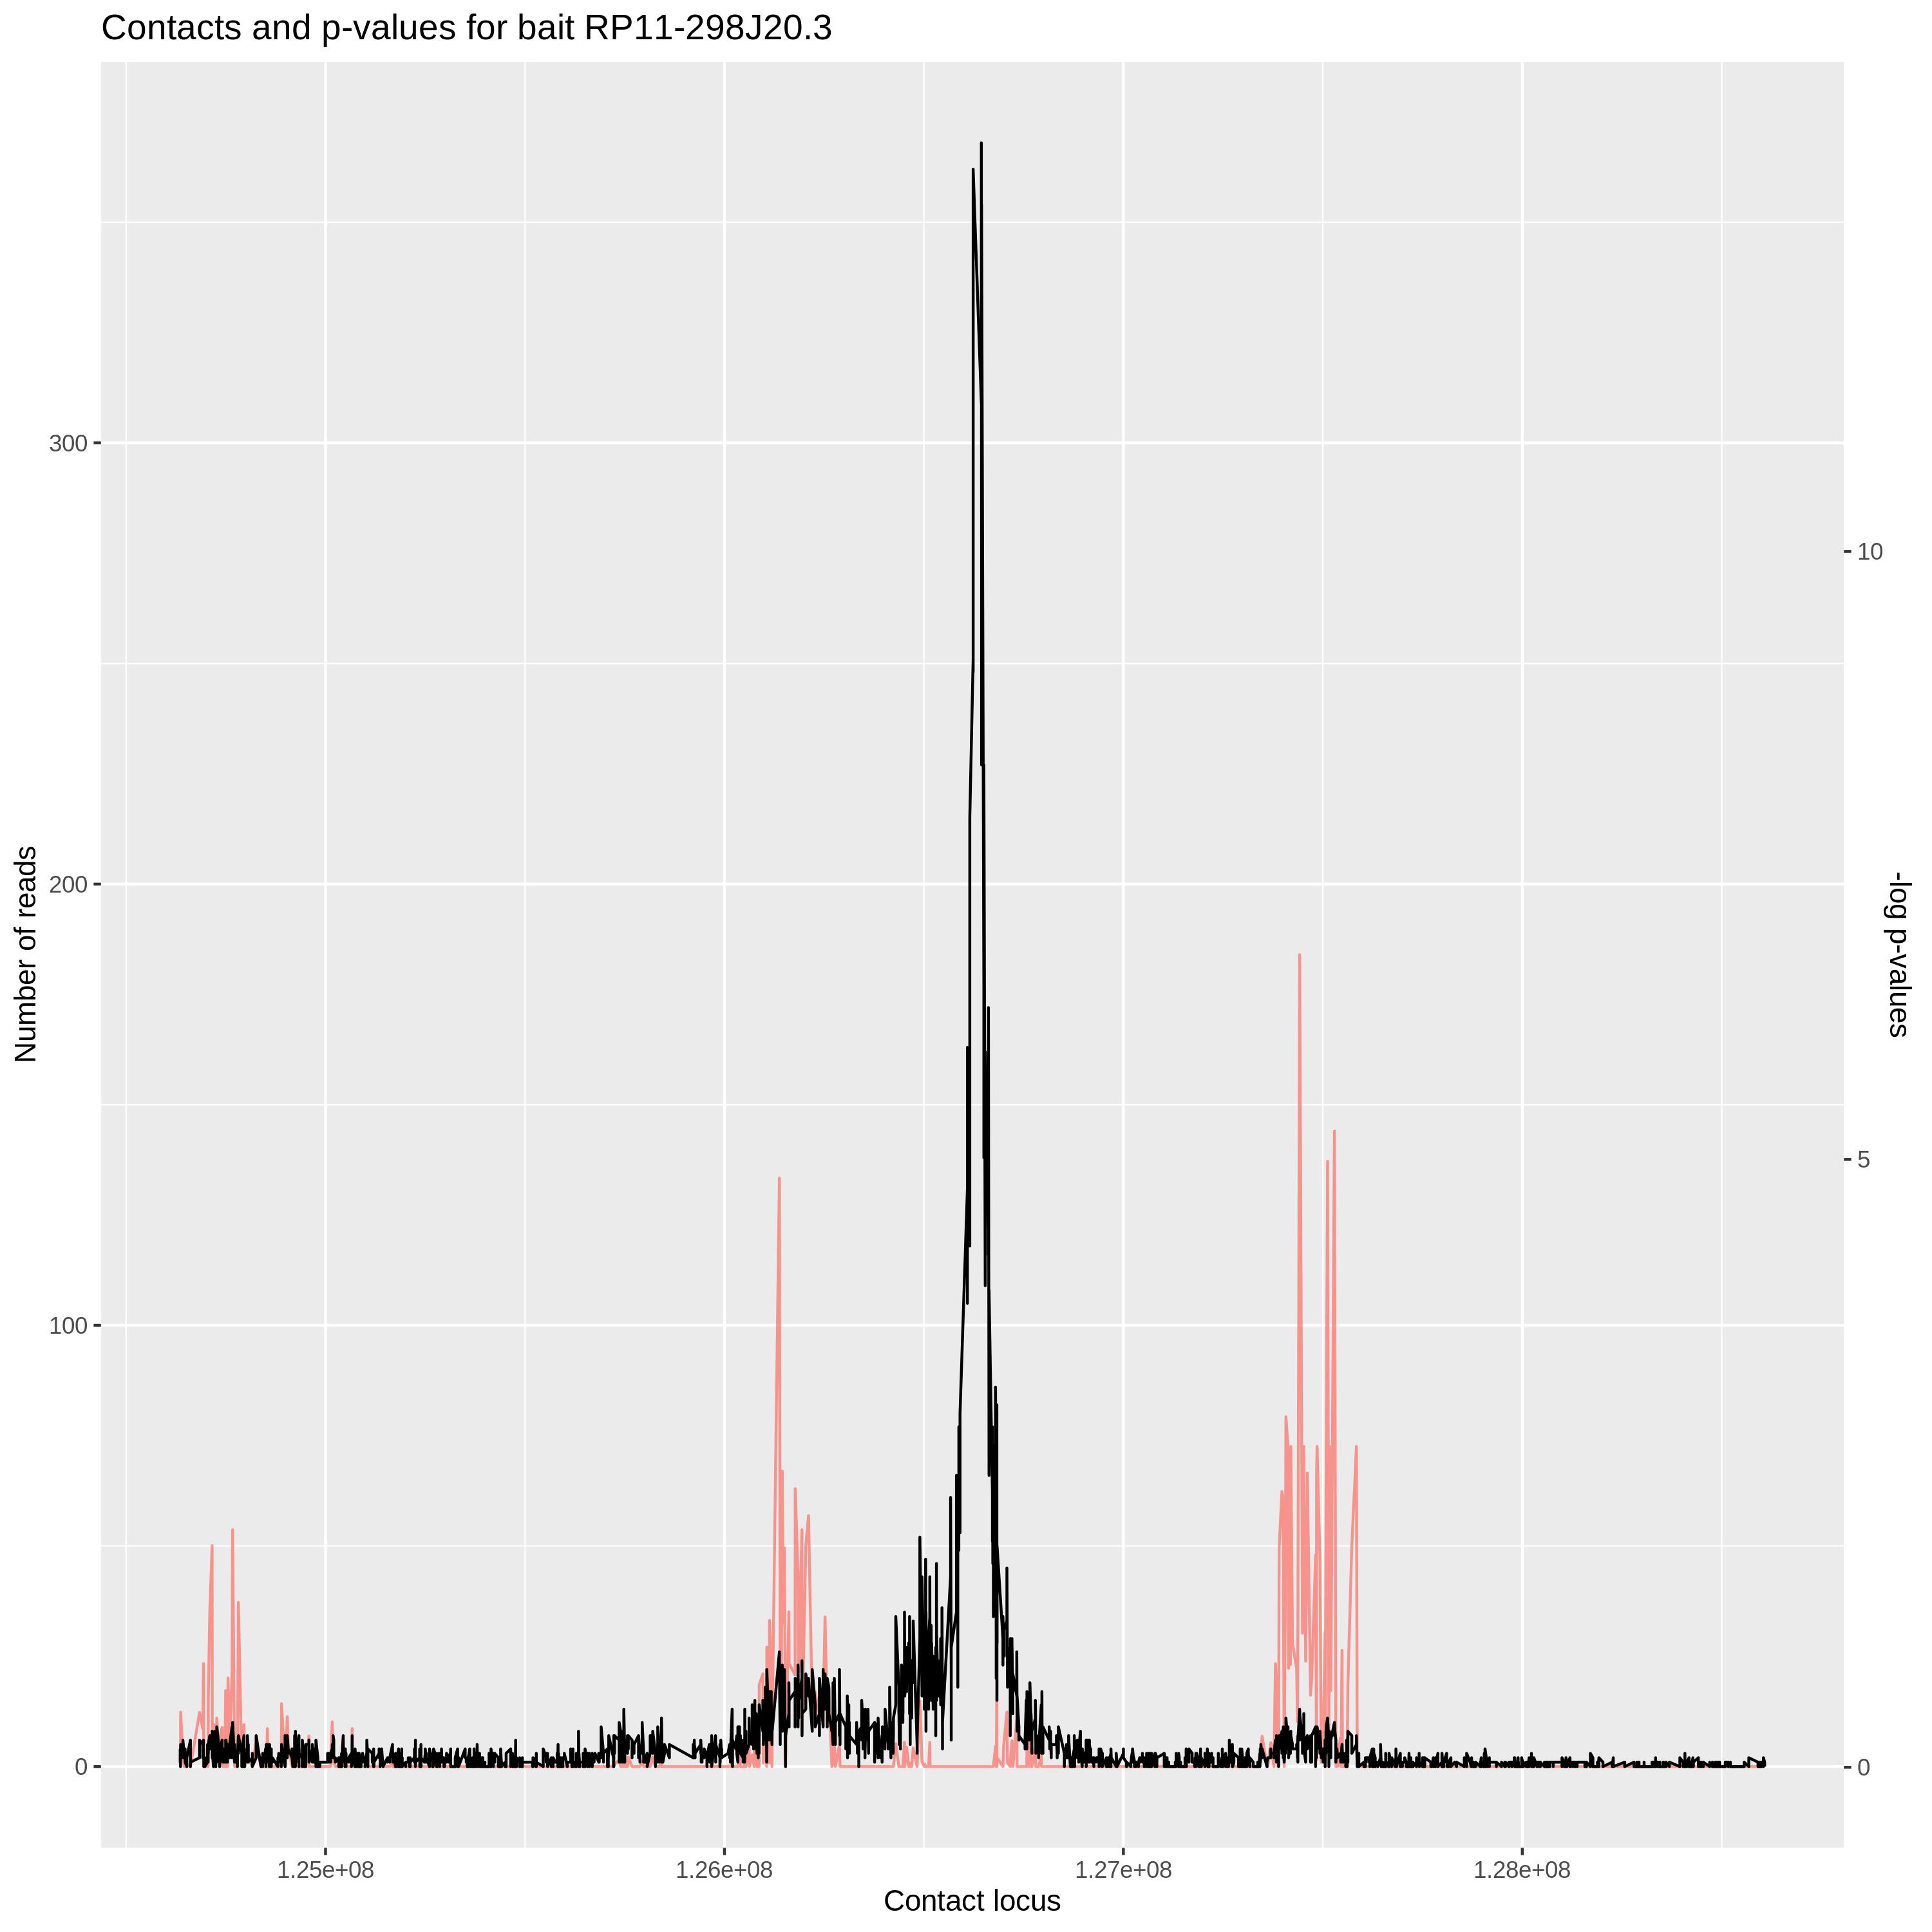 Contacts and p-values for bait RP11-298J20.3
Number of reads
300
200
100
0
10
5
0
-log p-values
1.25e+08
1.26e+08
1.27e+08
1.28e+08
Contact locus